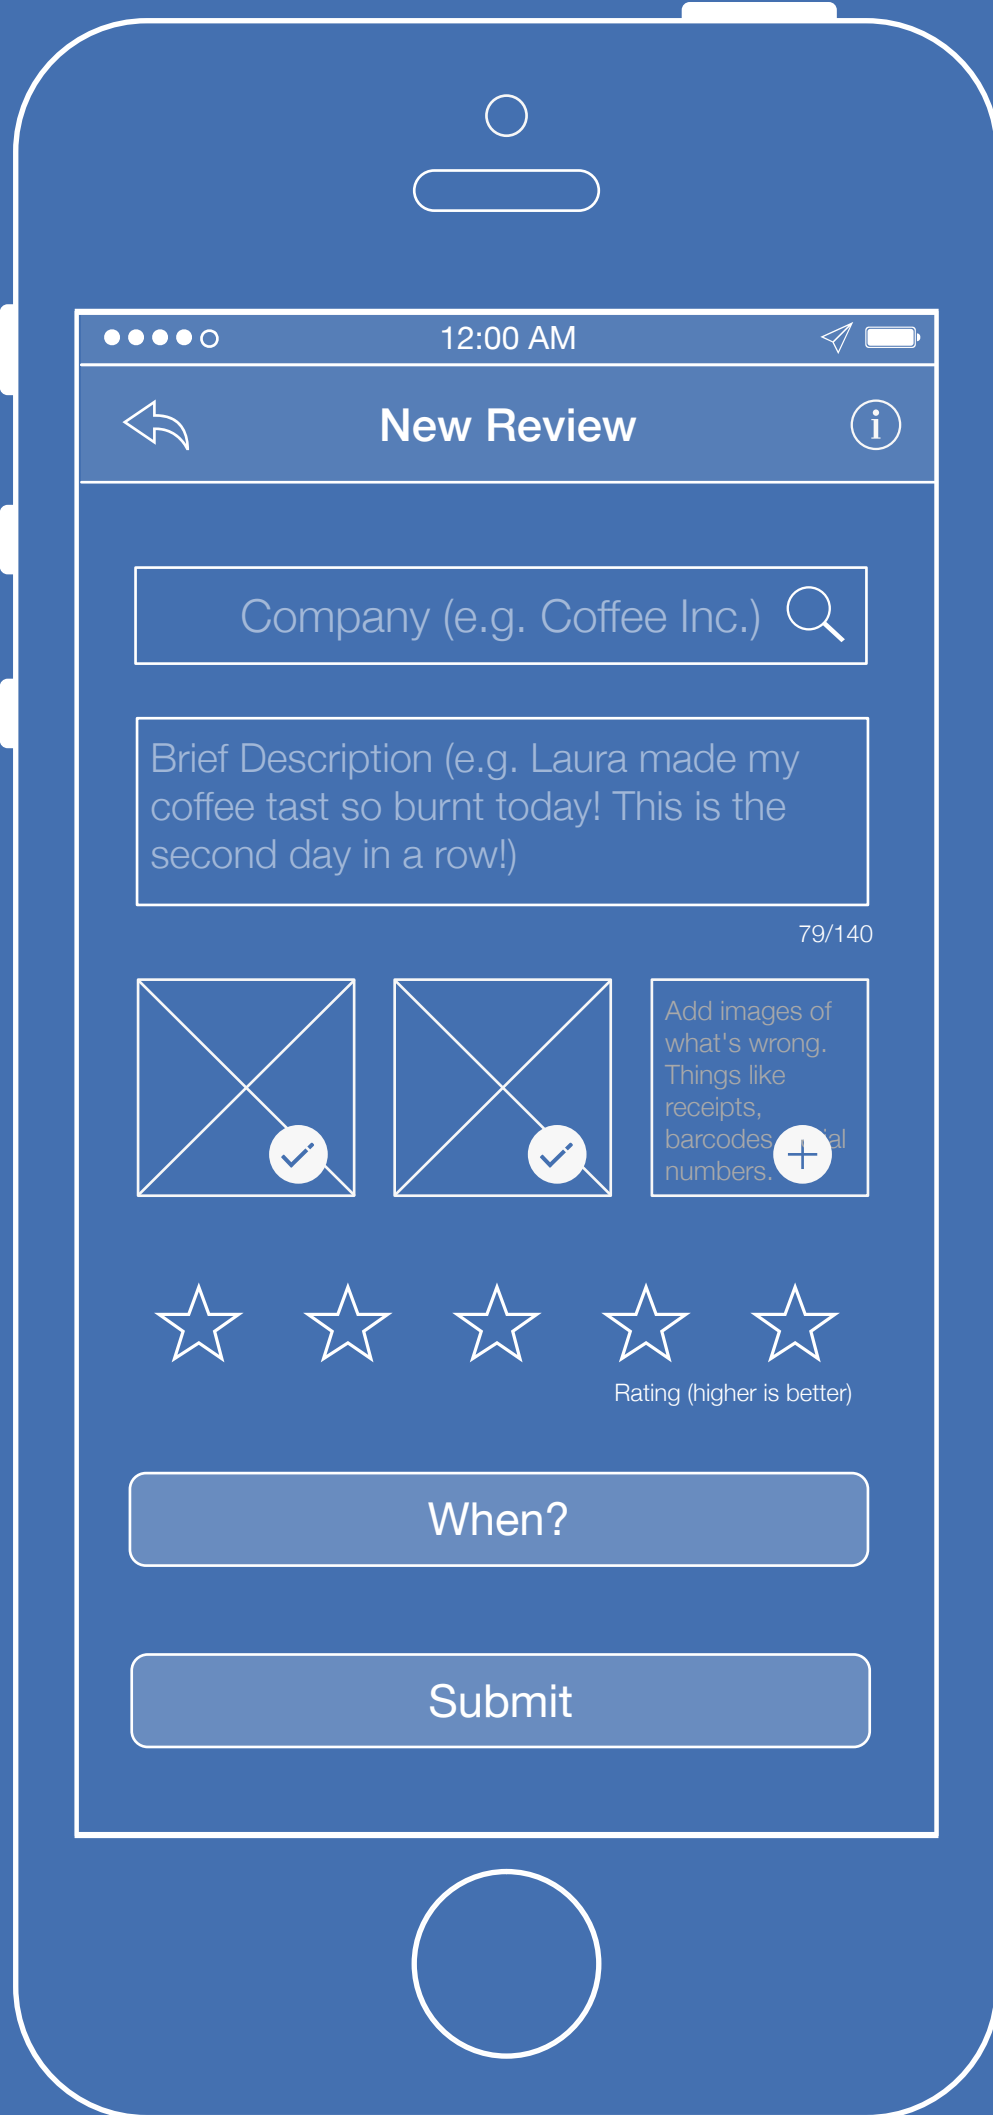 12:00 AM
New Review
i
Company (e.g. Coffee Inc.)
Brief Description (e.g. Laura made my
coffee tast so burnt today! This is the
second day in a row!)
79/140
Add images of
what's wrong.
Things like
receipts,
barcodes
numbers.
Rating (higher is better)
When?
Submit